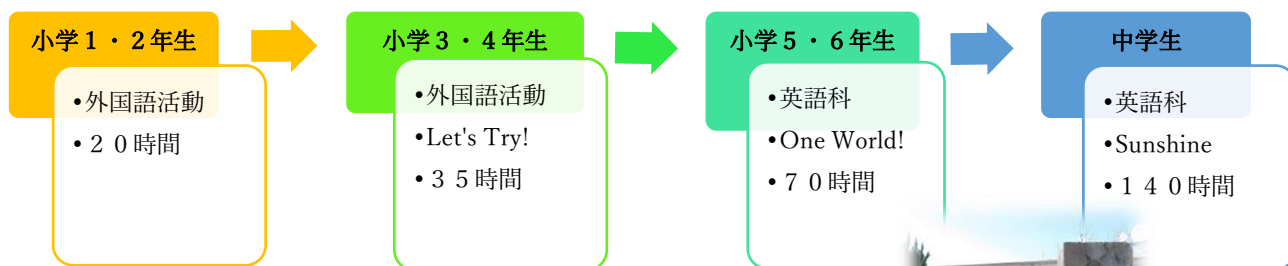 小学１・２年生
•外国語活動
•２０時間
小学３・４年生
•外国語活動
•Let's Try!
•３５時間
小学５・６年生
•英語科
•One World!
•７０時間
中学生
•英語科
•Sunshine
•１４０時間